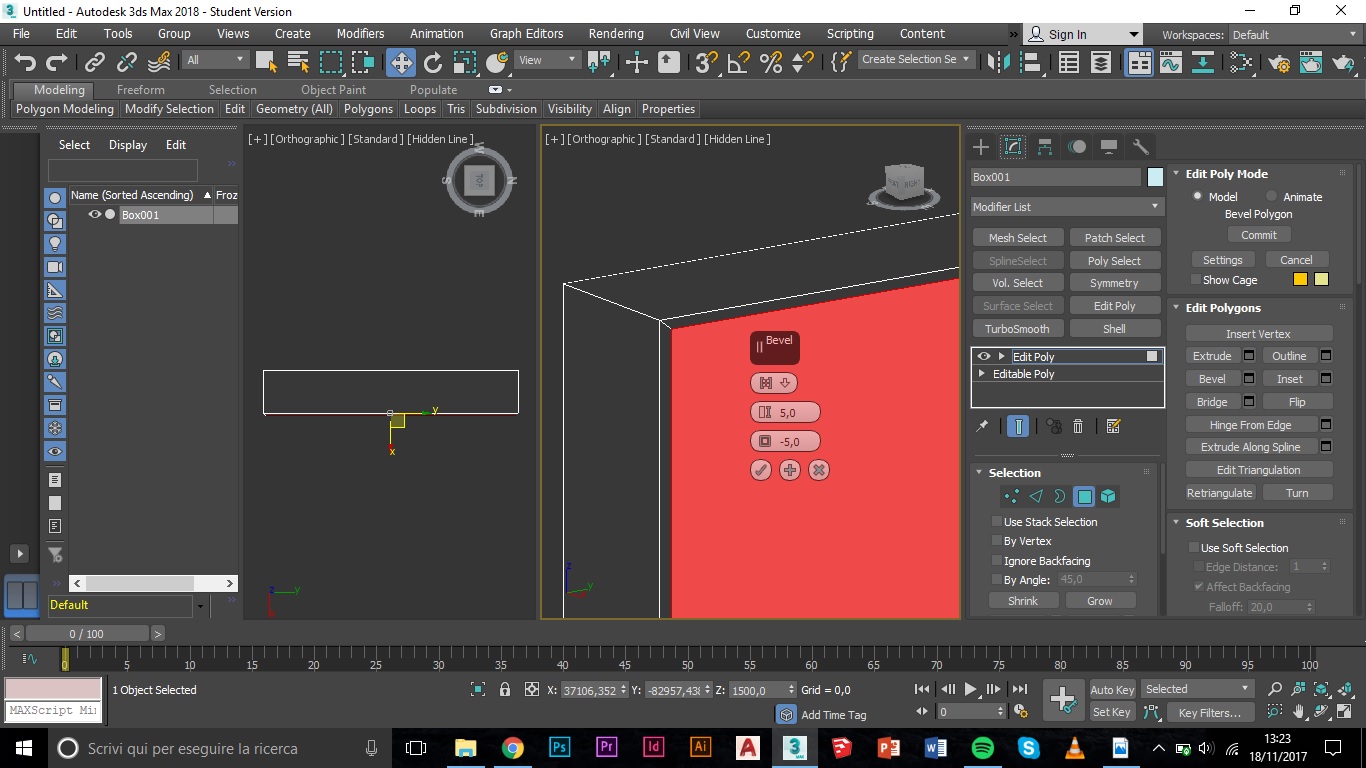 Untitled - Autodesk 3ds Max 2018 - Student Version
File Edit Tools Group Views Create Modifiers Animation Graph Editors Rendering Civil View Customize Scripting Content » Sign In Workspaces: Default
All View Create Selection Se
Modeling Freeform Selection Object Paint Populate
Polygon Modeling Modify Selection Edit Geometry (All) Polygons Loops Tris Subdivision Visibility Align Properties
Select Display Edit
Name (Sorted Ascending) Froz
Box001
Default
[+] [Orthographic] [Standard] [Hidden Line]
W
S TOP N
E
y
x
z y
[+] [Orthographic] [Standard] [Hidden Line]
RIGHT
Bevel
5,0
-5,0
z y
Box001
Modifier List
Mesh Select Patch Select
SplineSelect Poly Select
Vol. Select Symmetry
Surface Select Edit Poly
TurboSmooth Shell
Edit Poly
Editable Poly
Selection
Use Stack Selection
By Vertex
Ignore Backfacing
By Angle: 45,0
Shrink Grow
Edit Poly Mode
Model Animate
Bevel Polygon
Commit
Settings Cancel
Show Cage
Edit Polygons
Insert Vertex
Extrude Outline
Bevel Inset
Bridge Flip
Hinge From Edge
Extrude Along Spline
Edit Triangulation
Retriangulate Turn
Soft Selection
Use Soft Selection
Edge Distance: 1
Affect Backfacing
Falloff: 20,0
< 0 / 100 >
0 5 10 15 20 25 30 35 40 45 50 55 60 65 70 75 80 85 90 95 100
1 Object Selected X: 37106,352 Y: -82957,43 Z: 1500,0 Grid = 0,0 Auto Key Selected
MAXScript Mi Add Time Tag 0 Set Key Key Filters...
Scrivi qui per eseguire la ricerca Ps Pr Id Ai A 3 MAX P W S 13:23
18/11/2017